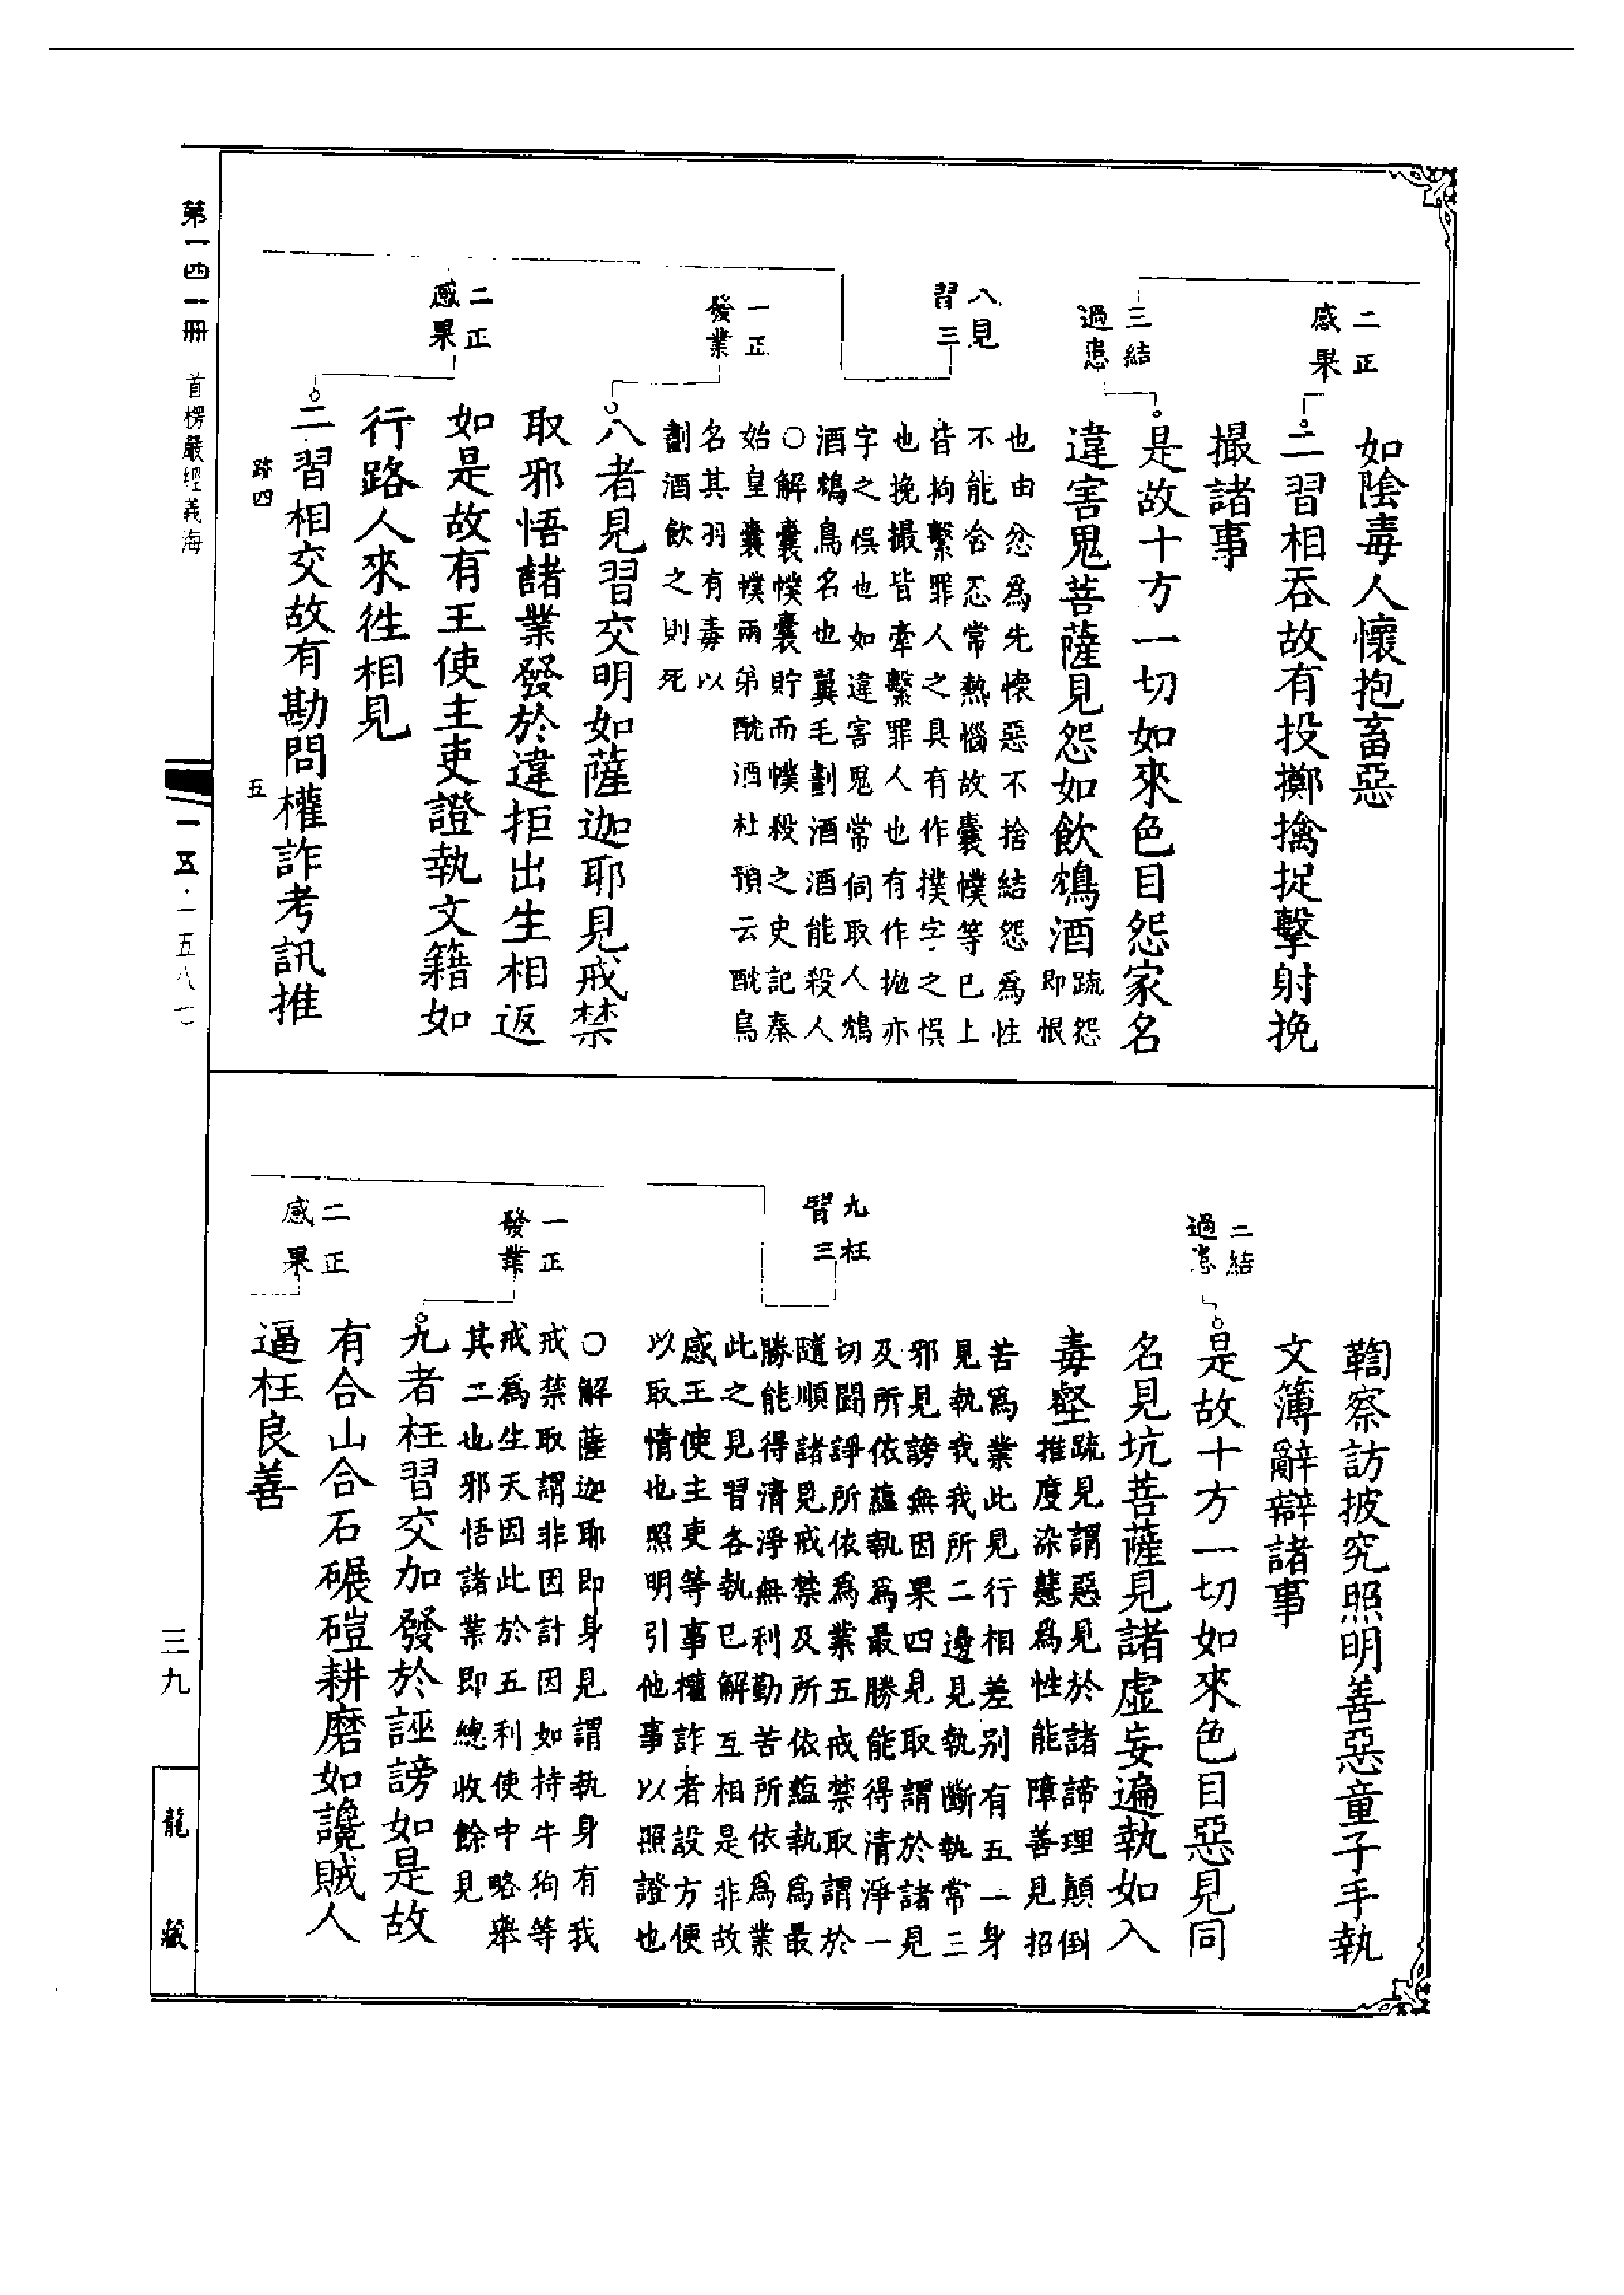 二正
感果
如陰毒人懷抱畜惡
二習相吞故有投擲擒捉擊射挽
撮諸事
三結
過患
是故十方一切如來色目怨家名
違害鬼菩薩見怨如飲鴆酒
疏怨
即恨
也由忿為先懷惡不捨結怨為性
不能含忍常熱惱故囊幞等已上
皆拘繫罪人之具有作撲字之悞
也挽撮皆牽繫罪人也有作拋亦
字之悞也如違害鬼常伺取人鴆
酒鴆鳥名也翼毛劃酒酒能殺人
〇解囊幞囊貯而幞殺之史記秦
始皇囊幞兩弟酖酒杜預云酖鳥
名其羽有毒以
劃酒飲之則死
八見
習三
一正
發業
八者見習交明如薩迦耶見戒禁
取邪悟諸業發於違拒出生相返
二正
感果
如是故有王使主吏證執文籍如
行路人來往相見
二習相交故有勘問權詐考訊推
跡四
五
第一四一冊
首楞嚴經義海
一五·一五八七
鞫察訪披究照明善惡童子手執
文簿辭辯諸事
二結
過患
是故十方一切如來色目惡見同
名見坑菩薩見諸虛妄遍執如入
毒壑
疏見謂惡見於諸諦理顛倒
推度染慧為性能障善見招
苦為業此見行相差別有五一身
見執我我所二邊見執斷執常三
邪見謗無因果四見取謂於諸見
及所依蘊執為最勝能得清淨一
切鬪諍所依為業五戒禁取謂於
隨順諸見戒禁及所依蘊執為最
勝能得清淨無利勤苦所依為業
此之見習各執已解互相是非故
感王使主吏等事權詐者設方便
以取情也照明引他事以照證也
〇解薩迦耶即身見謂執身有我
戒禁取謂非因計因如持牛狗等
戒為生天因此於五利使中略舉
其二也邪悟諸業即總收餘見
九枉
習三
一正
發業
九者枉習交加發於誣謗如是故
有合山合石碾磑耕磨如讒賊人
逼枉良善
二正
感果
三九
龍藏